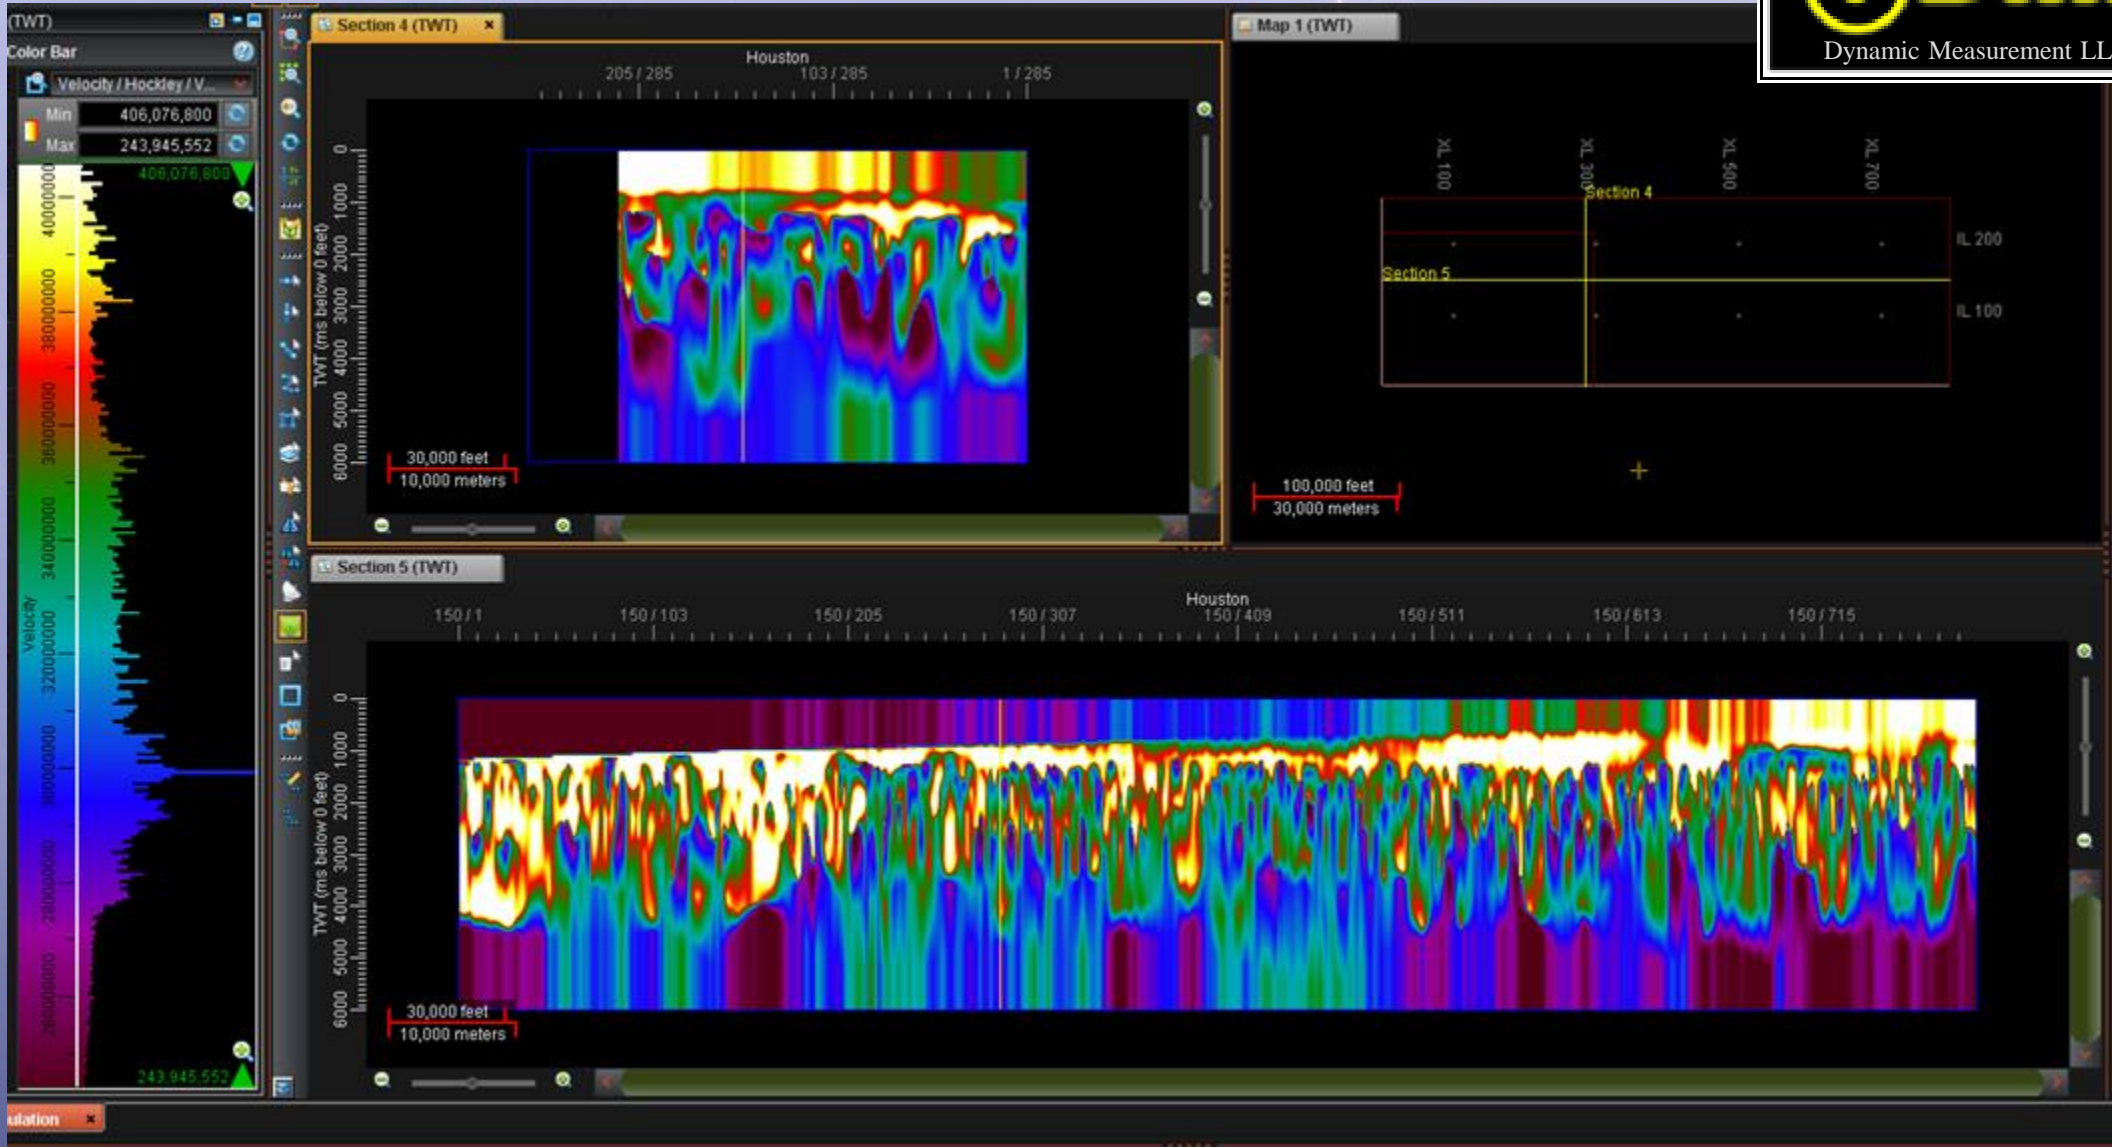 (TWT)
Color Bar
Velocity / Hockley / V...
Min 406,076,800
Max 243,945,552
406,076,800
400000000
380000000
360000000
340000000
320000000
300000000
280000000
260000000
Velocity
243,945,552
ulation
Section 4 (TWT)
Houston
205 / 285 103 / 285 1 / 285
TWT (ms below 0 feet)
0 1000 2000 3000 4000 5000 6000
30,000 feet
10,000 meters
Map 1 (TWT)
Dynamic Measurement LL
XL 100 XL 300 XL 500 XL 700
Section 4
IL 200
Section 5
IL 100
100,000 feet
30,000 meters
Section 5 (TWT)
Houston
150 / 1 150 / 103 150 / 205 150 / 307 150 / 409 150 / 511 150 / 613 150 / 715
TWT (ms below 0 feet)
0 1000 2000 3000 4000 5000 6000
30,000 feet
10,000 meters